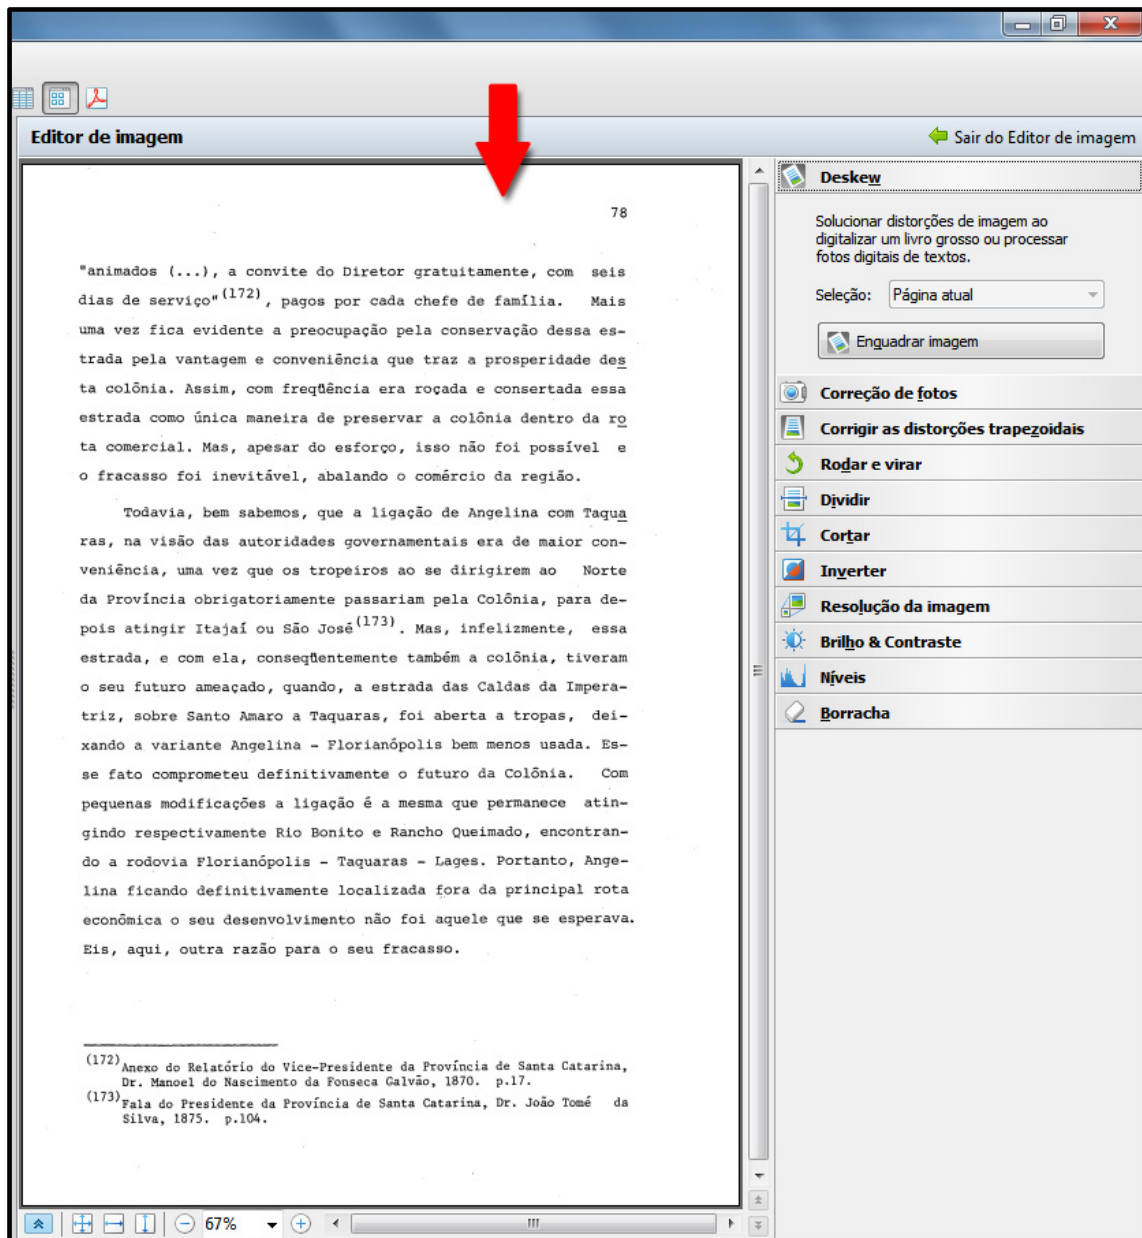 Editor de imagem
Sair do Editor de imagem
78
"animados (...), a convite do Diretor gratuitamente, com seis
dias de serviço"(172), pagos por cada chefe de família. Mais
uma vez fica evidente a preocupação pela conservação dessa es-
trada pela vantagem e conveniência que traz a prosperidade des
ta colônia. Assim, com freqüência era roçada e consertada essa
estrada como única maneira de preservar a colônia dentro da ro
ta comercial. Mas, apesar do esforço, isso não foi possível e
o fracasso foi inevitável, abalando o comércio da região.
Todavia, bem sabemos, que a ligação de Angelina com Taqua
ras, na visão das autoridades governamentais era de maior con-
veniência, uma vez que os tropeiros ao se dirigirem ao Norte
da Província obrigatoriamente passariam pela Colônia, para de-
pois atingir Itajaí ou São José(173). Mas, infelizmente, essa
estrada, e com ela, conseqüentemente também a colônia, tiveram
o seu futuro ameaçado, quando, a estrada das Caldas da Impera-
triz, sobre Santo Amaro a Taquaras, foi aberta a tropas, dei-
xando a variante Angelina - Florianópolis bem menos usada. Es-
se fato comprometeu definitivamente o futuro da Colônia. Com
pequenas modificações a ligação é a mesma que permanece atin-
gindo respectivamente Rio Bonito e Rancho Queimado, encontran-
do a rodovia Florianópolis - Taquaras - Lages. Portanto, Ange-
lina ficando definitivamente localizada fora da principal rota
econômica o seu desenvolvimento não foi aquele que se esperava.
Eis, aqui, outra razão para o seu fracasso.
(172)Anexo do Relatório do Vice-Presidente da Província de Santa Catarina,
Dr. Manoel do Nascimento da Fonseca Galvão, 1870. p.17.
(173)Fala do Presidente da Província de Santa Catarina, Dr. João Tomé da
Silva, 1875. p.104.
67%
Deskew
Solucionar distorções de imagem ao
digitalizar um livro grosso ou processar
fotos digitais de textos.
Seleção: Página atual
Enquadrar imagem
Correção de fotos
Corrigir as distorções trapezoidais
Rodar e virar
Dividir
Cortar
Inverter
Resolução da imagem
Brilho & Contraste
Níveis
Borracha